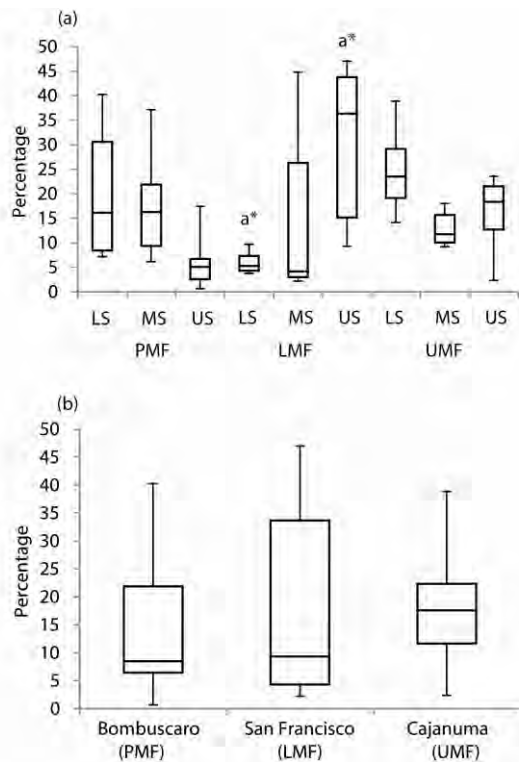 (a)
50
45
40
35
30
25
20
15
10
5
0
Percentage
a*
a*
LS MS US LS MS US LS MS US
PMF LMF UMF
(b)
50
45
40
35
30
25
20
15
10
5
0
Percentage
Bombuscaro San Francisco Cajanuma
(PMF) (LMF) (UMF)